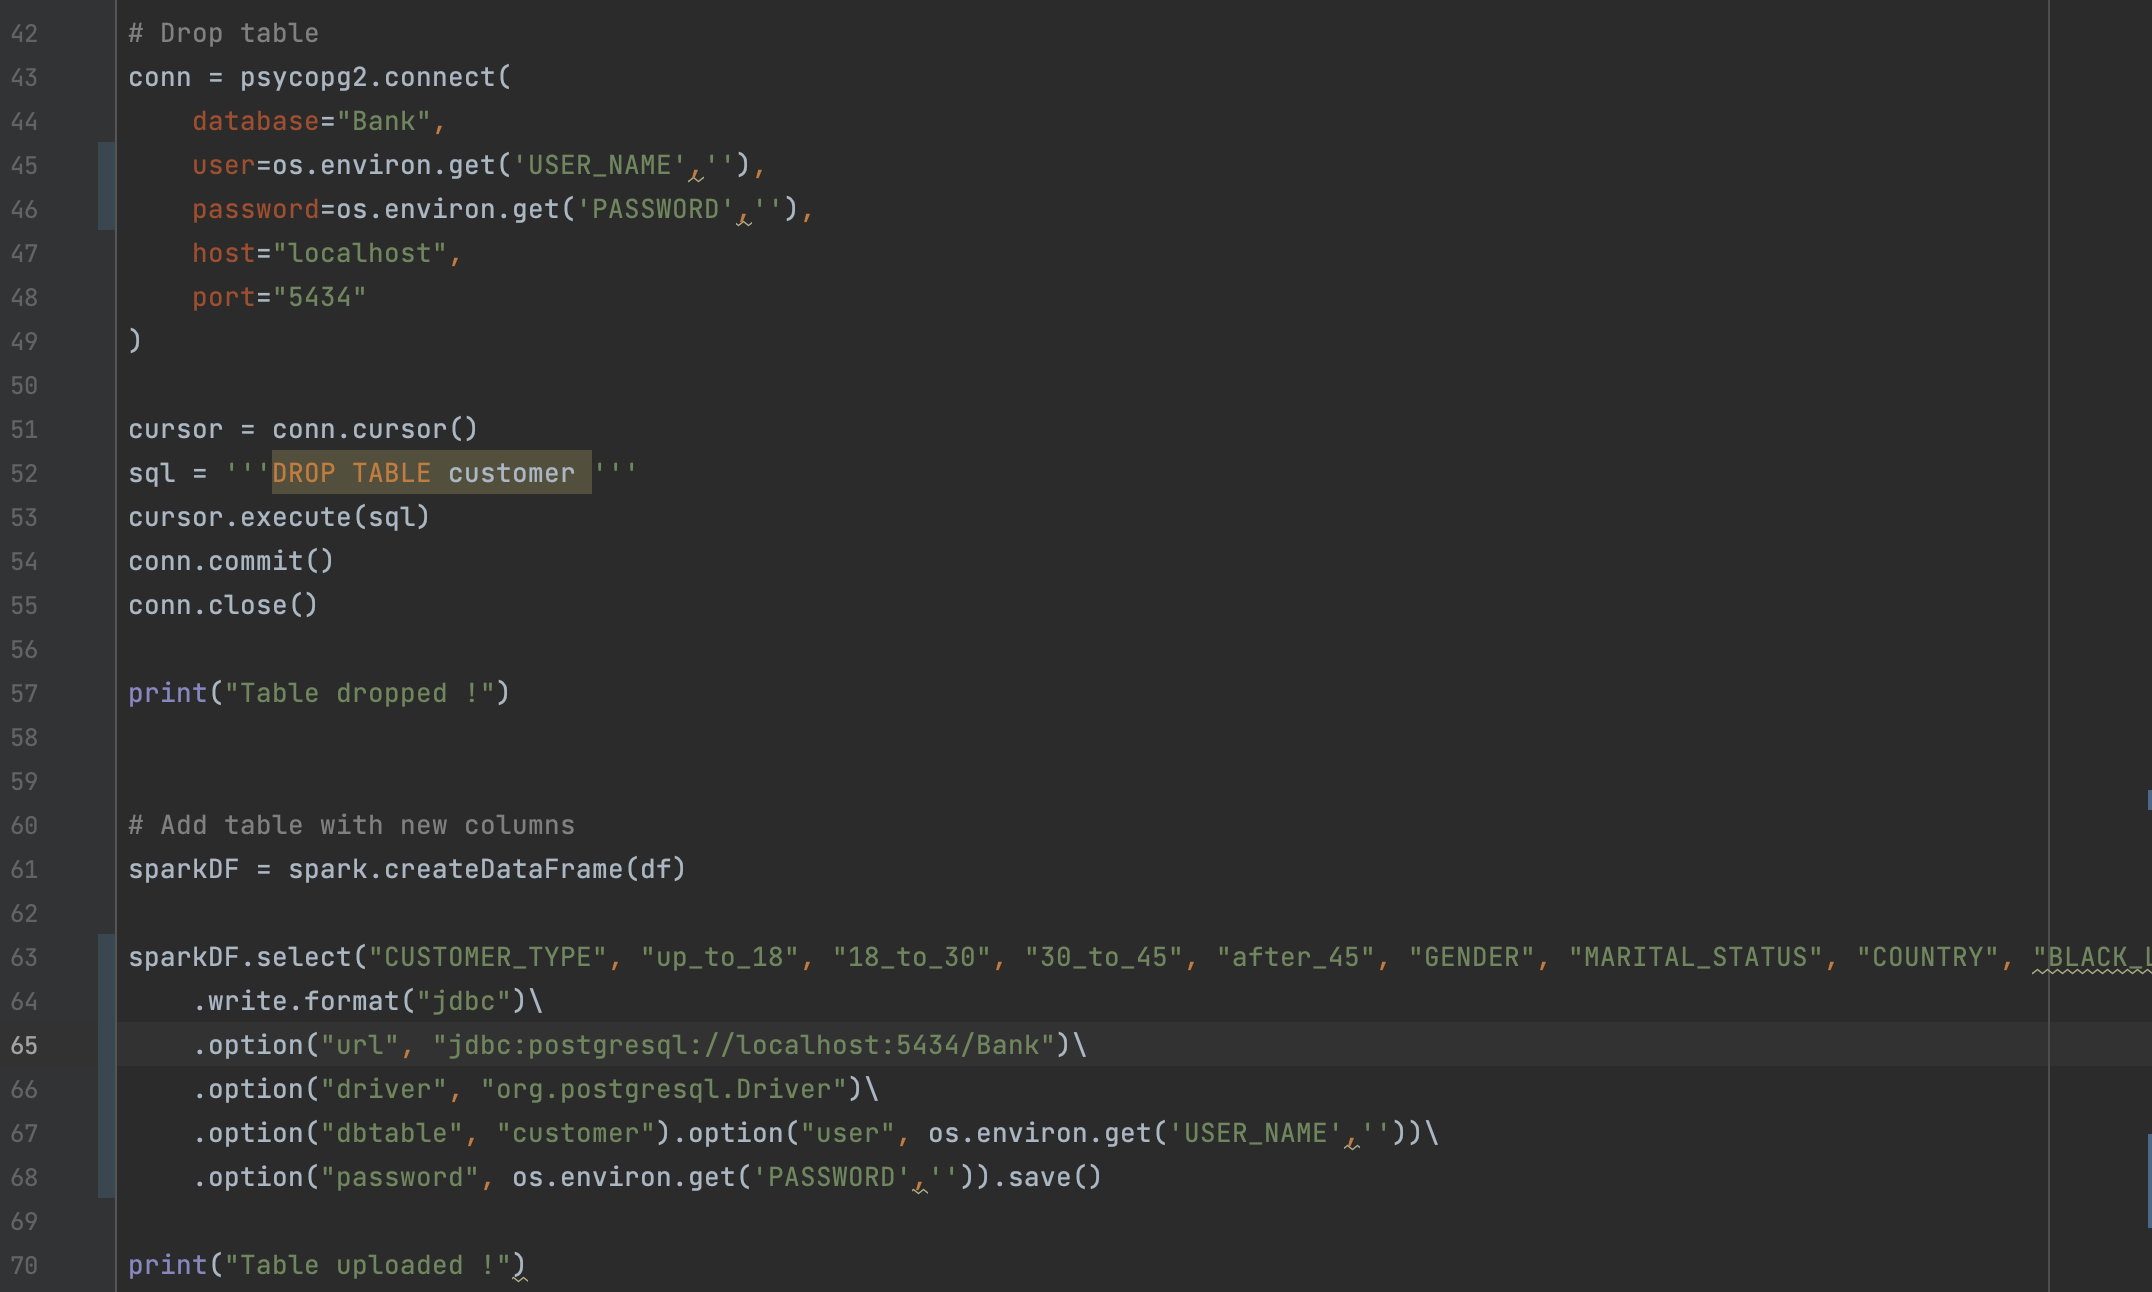 42 # Drop table
43 conn = psycopg2.connect(
44     database="Bank",
45     user=os.environ.get('USER_NAME',''),
46     password=os.environ.get('PASSWORD',''),
47     host="localhost",
48     port="5434"
49 )
50
51 cursor = conn.cursor()
52 sql = '''DROP TABLE customer '''
53 cursor.execute(sql)
54 conn.commit()
55 conn.close()
56
57 print("Table dropped !")
58
59
60 # Add table with new columns
61 sparkDF = spark.createDataFrame(df)
62
63 sparkDF.select("CUSTOMER_TYPE", "up_to_18", "18_to_30", "30_to_45", "after_45", "GENDER", "MARITAL_STATUS", "COUNTRY",
64     .write.format("jdbc")\
65     .option("url", "jdbc:postgresql://localhost:5434/Bank")\
66     .option("driver", "org.postgresql.Driver")\
67     .option("dbtable", "customer").option("user", os.environ.get('USER_NAME',''))\
68     .option("password", os.environ.get('PASSWORD','')).save()
69
70 print("Table uploaded !")